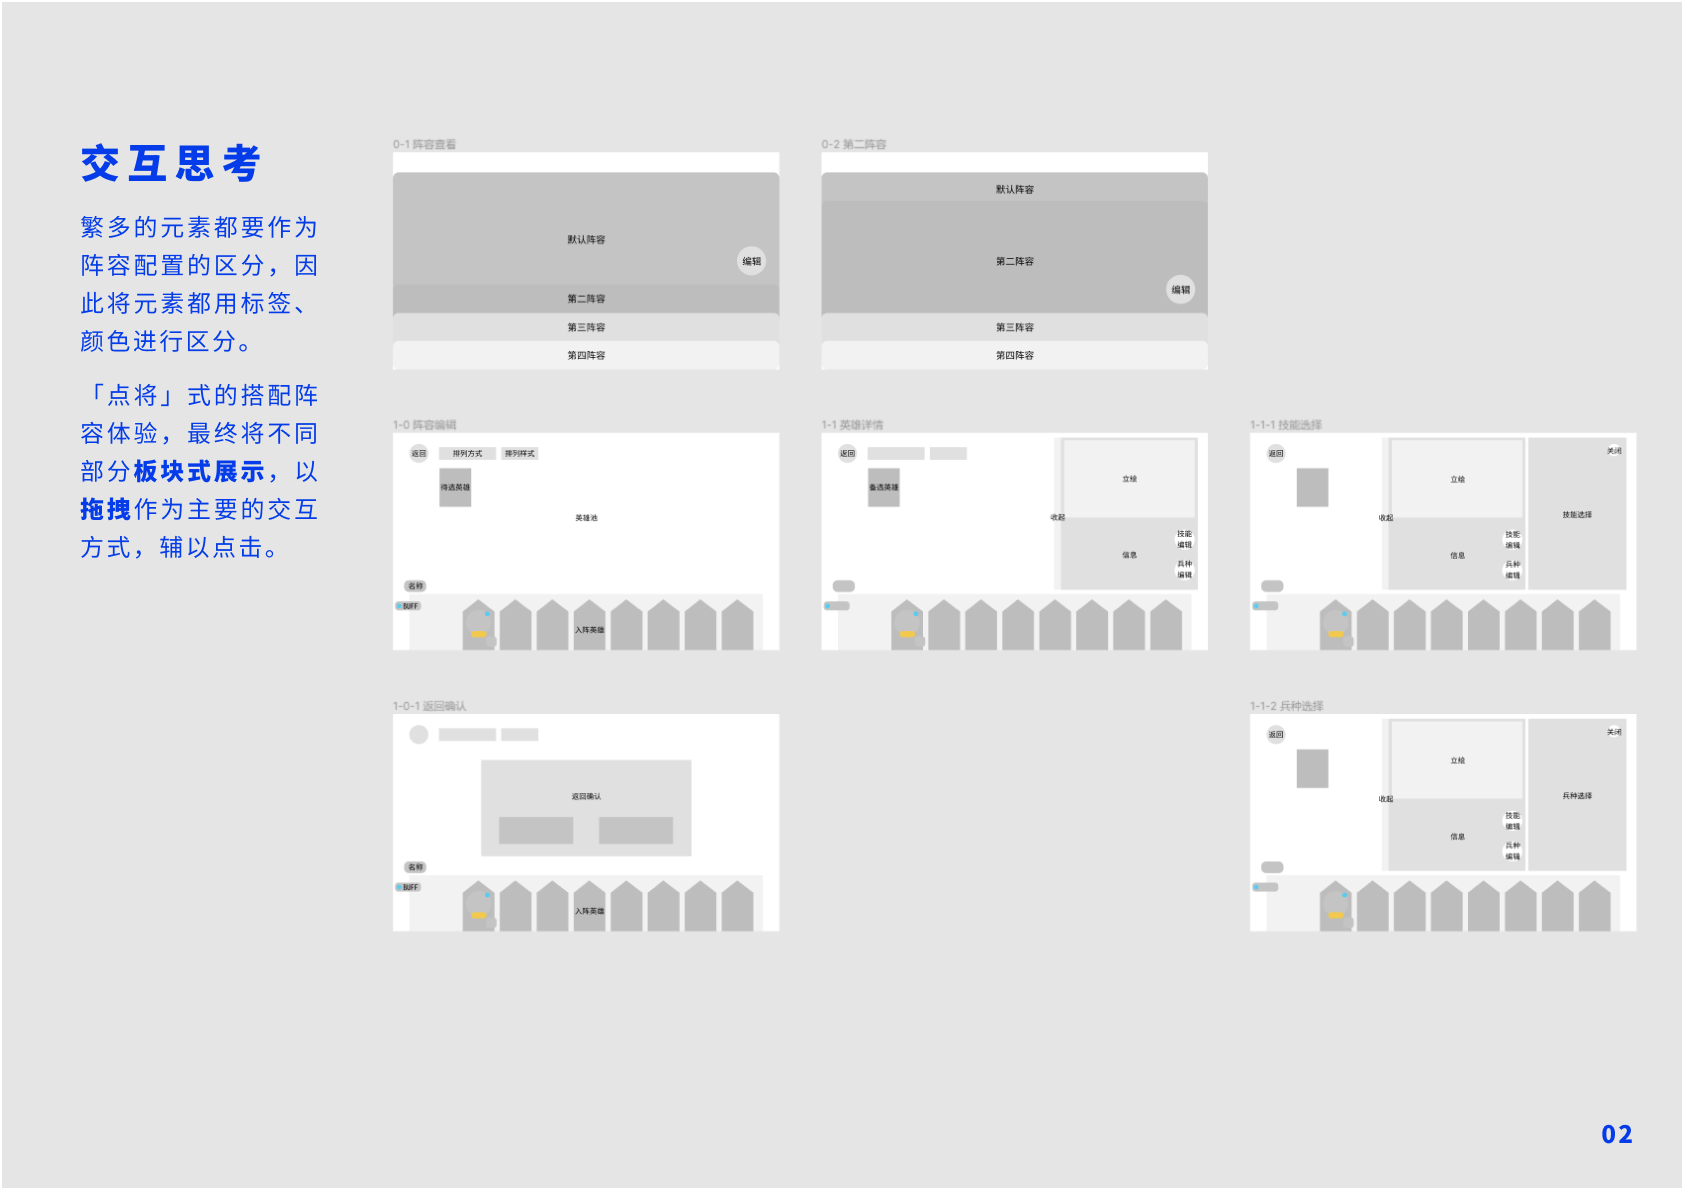 交互思考
繁多的元素都要作为
阵容配置的区分，因
此将元素都用标签、
颜色进行区分。
「点将」式的搭配阵
容体验，最终将不同
部分板块式展示，以
拖拽作为主要的交互
方式，辅以点击。
0-1 阵容查看
默认阵容
编辑
第二阵容
第三阵容
第四阵容
0-2 第二阵容
默认阵容
第二阵容
编辑
第三阵容
第四阵容
1-0 阵容编辑
返回
排列方式
排列样式
待选英雄
英雄池
名称
BUFF
入阵英雄
1-1 英雄详情
返回
备选英雄
立绘
收起
信息
技能
编辑
兵种
编辑
1-1-1 技能选择
返回
立绘
收起
信息
技能
编辑
兵种
编辑
关闭
技能选择
1-0-1 返回确认
返回确认
名称
BUFF
入阵英雄
1-1-2 兵种选择
返回
立绘
收起
信息
技能
编辑
兵种
编辑
关闭
兵种选择
02